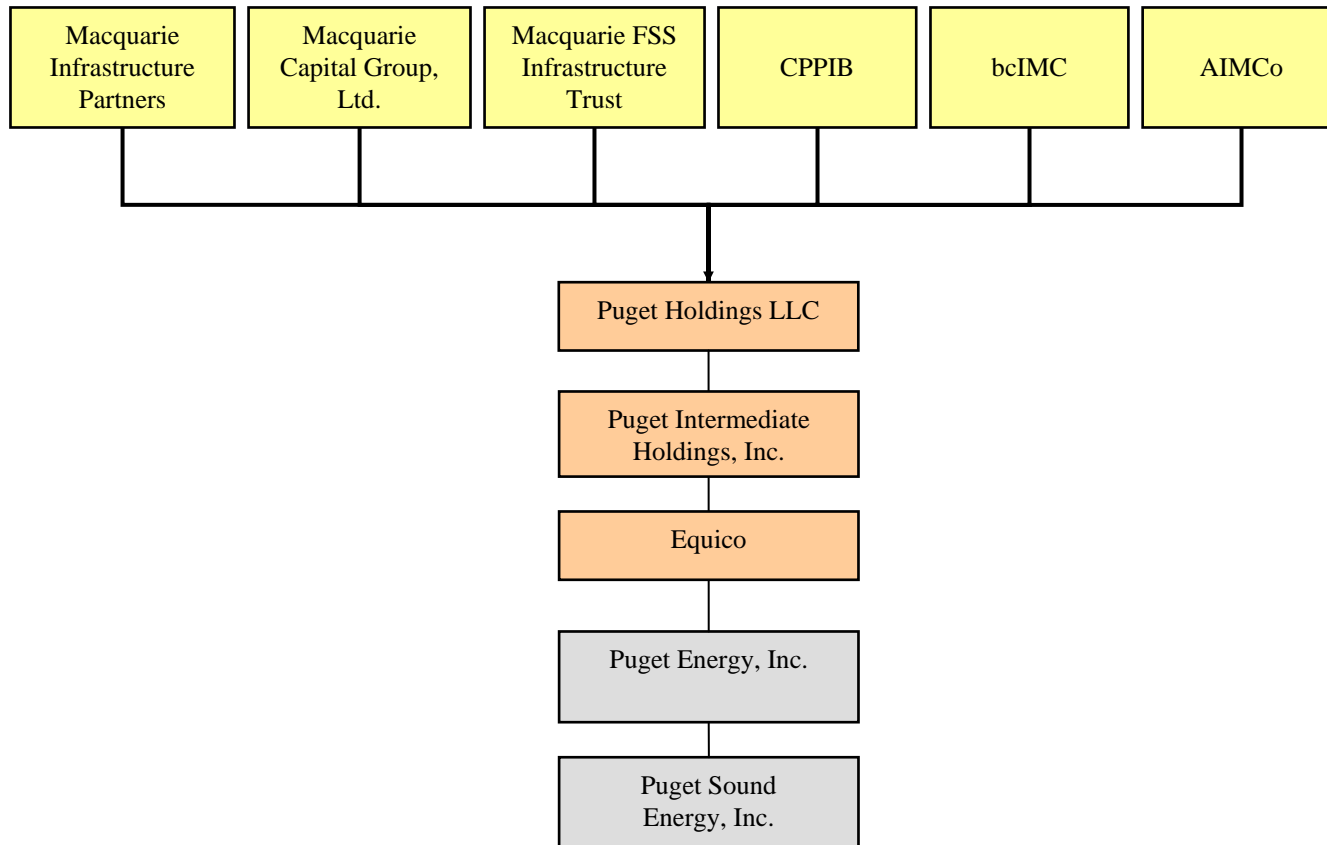 Macquarie
Infrastructure
Partners
Macquarie
Capital Group,
Ltd.
Macquarie FSS
Infrastructure
Trust
CPPIB
bcIMC
AIMCo
Puget Holdings LLC
Puget Intermediate
Holdings, Inc.
Equico
Puget Energy, Inc.
Puget Sound
Energy, Inc.